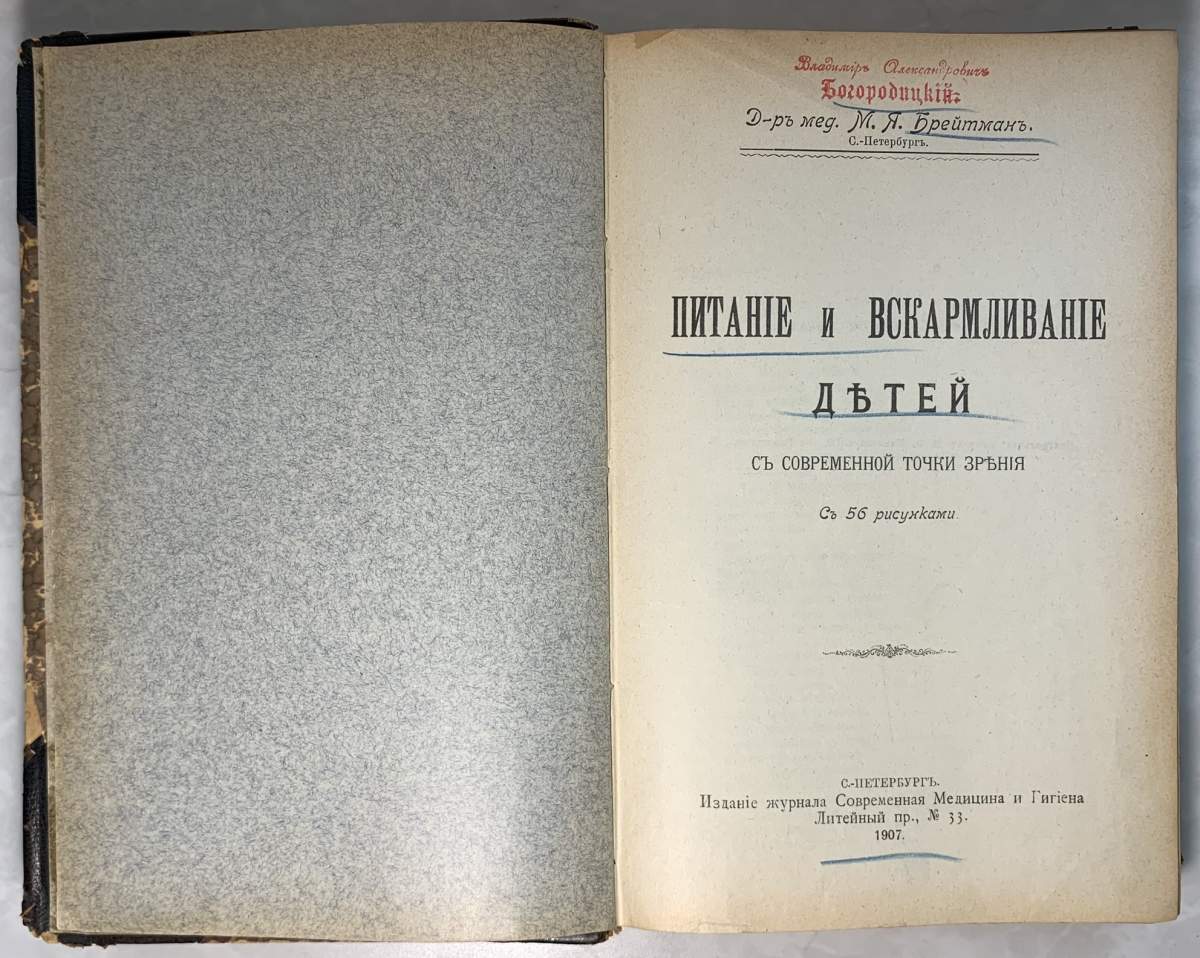 Владиміръ Александровичъ
Богородицкій
Д-ръ мед. М. Я. Брейтманъ.
С.-Петербургъ.
ПИТАНІЕ и ВСКАРМЛИВАНІЕ
ДѢТЕЙ
СЪ СОВРЕМЕННОЙ ТОЧКИ ЗРѢНІЯ
Съ 56 рисунками.
С.-ПЕТЕРБУРГЪ.
Изданіе журнала Современная Медицина и Гигіена
Литейный пр., № 33.
1907.